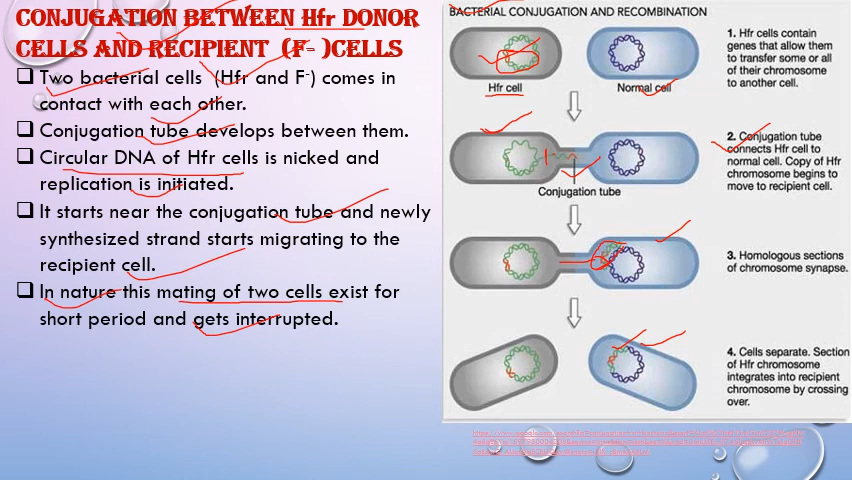 CONJUGATION BETWEEN Hfr DONOR
CELLS AND RECIPIENT (F- )CELLS
❑ Two bacterial cells (Hfr and F-) comes in
contact with each other.
❑ Conjugation tube develops between them.
❑ Circular DNA of Hfr cells is nicked and
replication is initiated.
❑ It starts near the conjugation tube and newly
synthesized strand starts migrating to the
recipient cell.
❑ In nature this mating of two cells exist for
short period and gets interrupted.
BACTERIAL CONJUGATION AND RECOMBINATION
Hfr cell
Normal cell
1. Hfr cells contain
genes that allow them
to transfer some or all
of their chromosome
to another cell.
Conjugation tube
2. Conjugation tube
connects Hfr cell to
normal cell. Copy of Hfr
chromosome begins to
move to recipient cell.
3. Homologous sections
of chromosome synapse.
4. Cells separate. Section
of Hfr chromosome
integrates into recipient
chromosome by crossing
over.